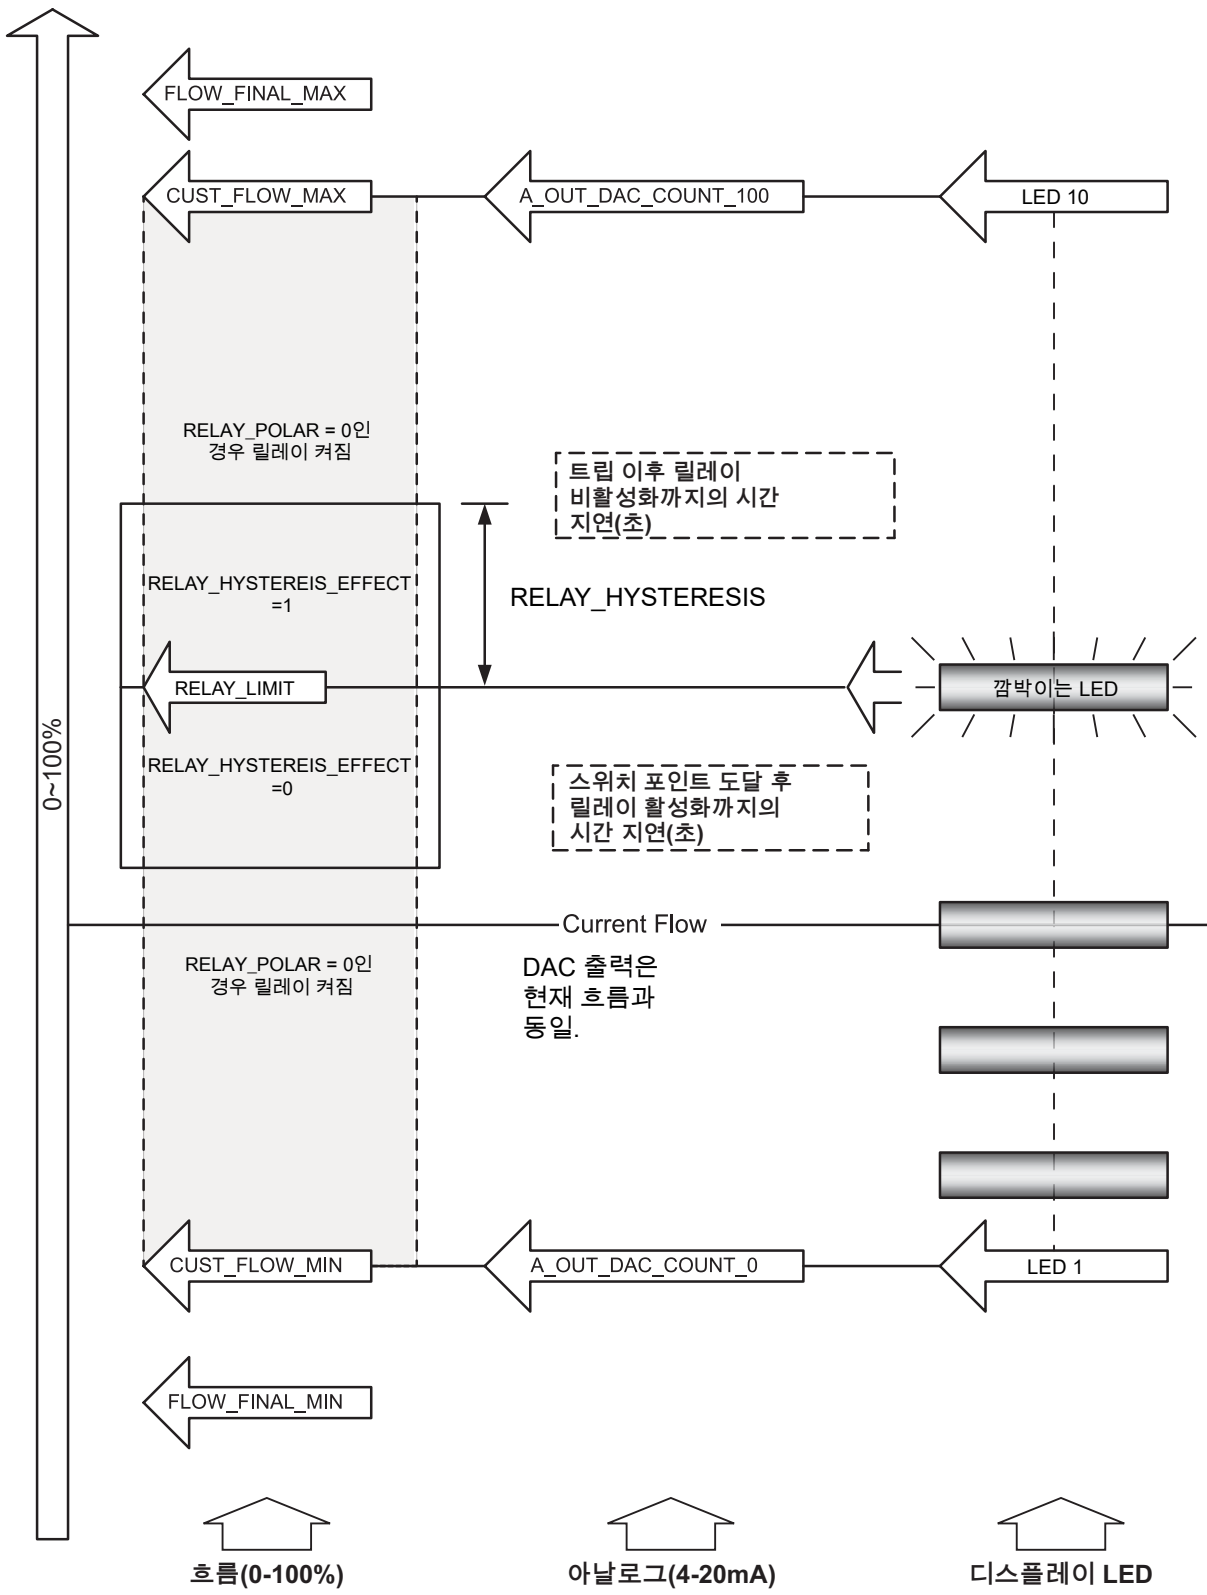 FLOW_FINAL_MAX
CUST_FLOW_MAX
A_OUT_DAC_COUNT_100
LED 10
RELAY_POLAR = 0인
경우 릴레이 켜짐
트립 이후 릴레이
비활성화까지의 시간
지연(초)
RELAY_HYSTEREIS_EFFECT
=1
RELAY_HYSTERESIS
RELAY_LIMIT
깜박이는 LED
0~100%
RELAY_HYSTEREIS_EFFECT
=0
스위치 포인트 도달 후
릴레이 활성화까지의
시간 지연(초)
Current Flow
RELAY_POLAR = 0인
경우 릴레이 켜짐
DAC 출력은
현재 흐름과
동일.
CUST_FLOW_MIN
A_OUT_DAC_COUNT_0
LED 1
FLOW_FINAL_MIN
흐름(0-100%)
아날로그(4-20mA)
디스플레이 LED